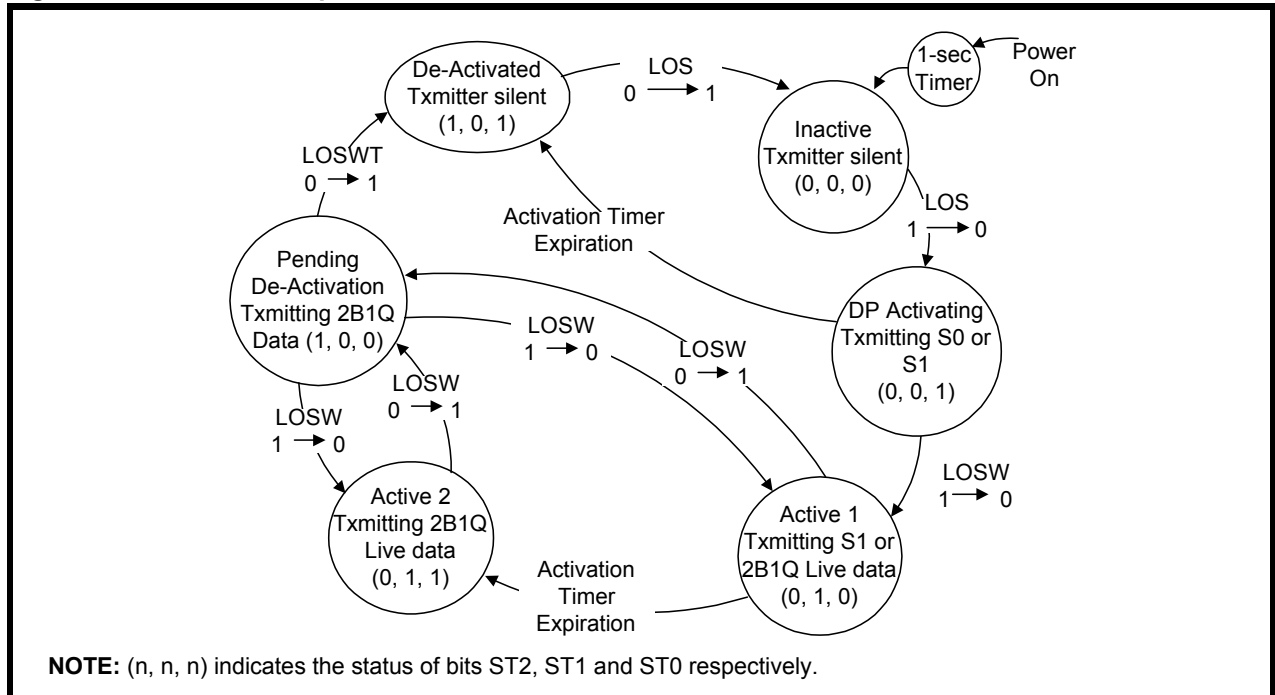 De-Activated
Txmitter silent
(1, 0, 1)
LOS
0 → 1
1-sec
Timer
Power
On
Inactive
Txmitter silent
(0, 0, 0)
LOSWT
0 → 1
LOS
1 → 0
Activation Timer
Expiration
Pending
De-Activation
Txmitting 2B1Q
Data (1, 0, 0)
DP Activating
Txmitting S0 or
S1
(0, 0, 1)
LOSW
1 → 0
LOSW
0 → 1
LOSW
0 → 1
LOSW
1 → 0
LOSW
1 → 0
Active 2
Txmitting 2B1Q
Live data
(0, 1, 1)
Active 1
Txmitting S1 or
2B1Q Live data
(0, 1, 0)
Activation
Timer
Expiration
NOTE: (n, n, n) indicates the status of bits ST2, ST1 and ST0 respectively.